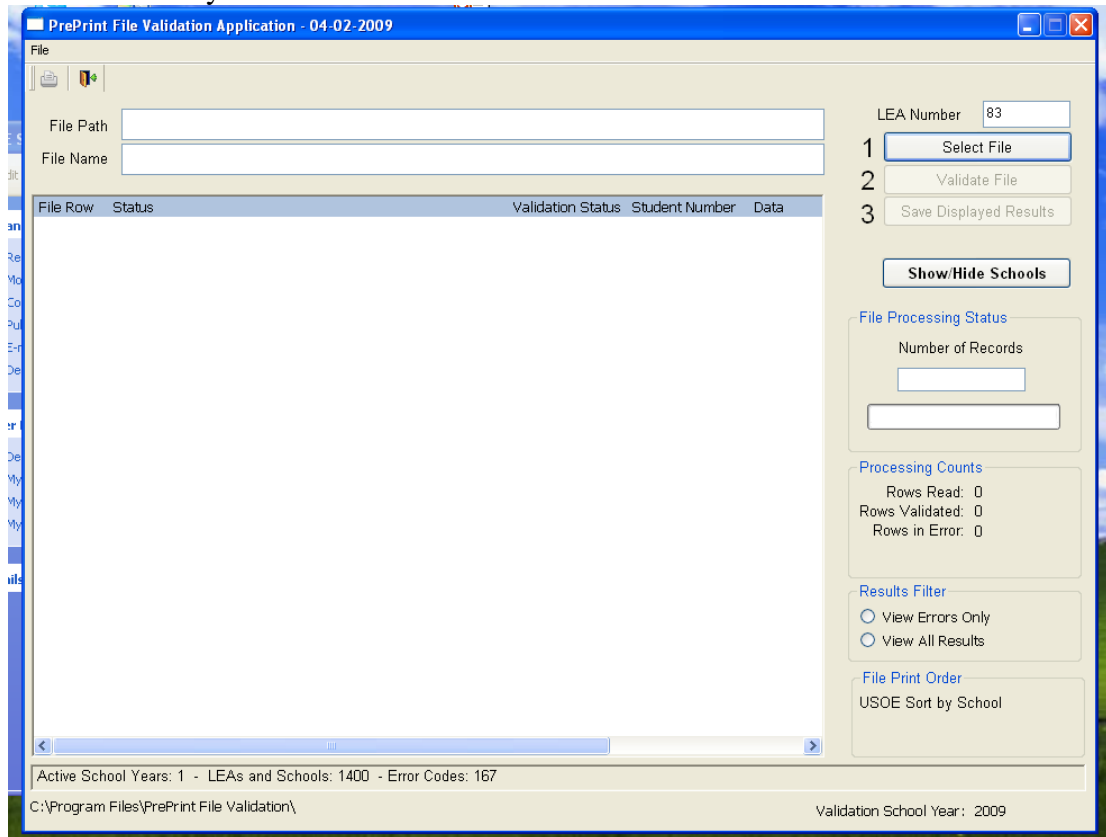 PrePrint File Validation Application - 04-02-2009
File
File Path
File Name
LEA Number 83
1 Select File
2 Validate File
3 Save Displayed Results
File Row Status Validation Status Student Number Data
Show/Hide Schools
File Processing Status
Number of Records
Processing Counts
Rows Read: 0
Rows Validated: 0
Rows in Error: 0
Results Filter
View Errors Only
View All Results
File Print Order
USOE Sort by School
Active School Years: 1 - LEAs and Schools: 1400 - Error Codes: 167
C:\Program Files\PrePrint File Validation\
Validation School Year: 2009